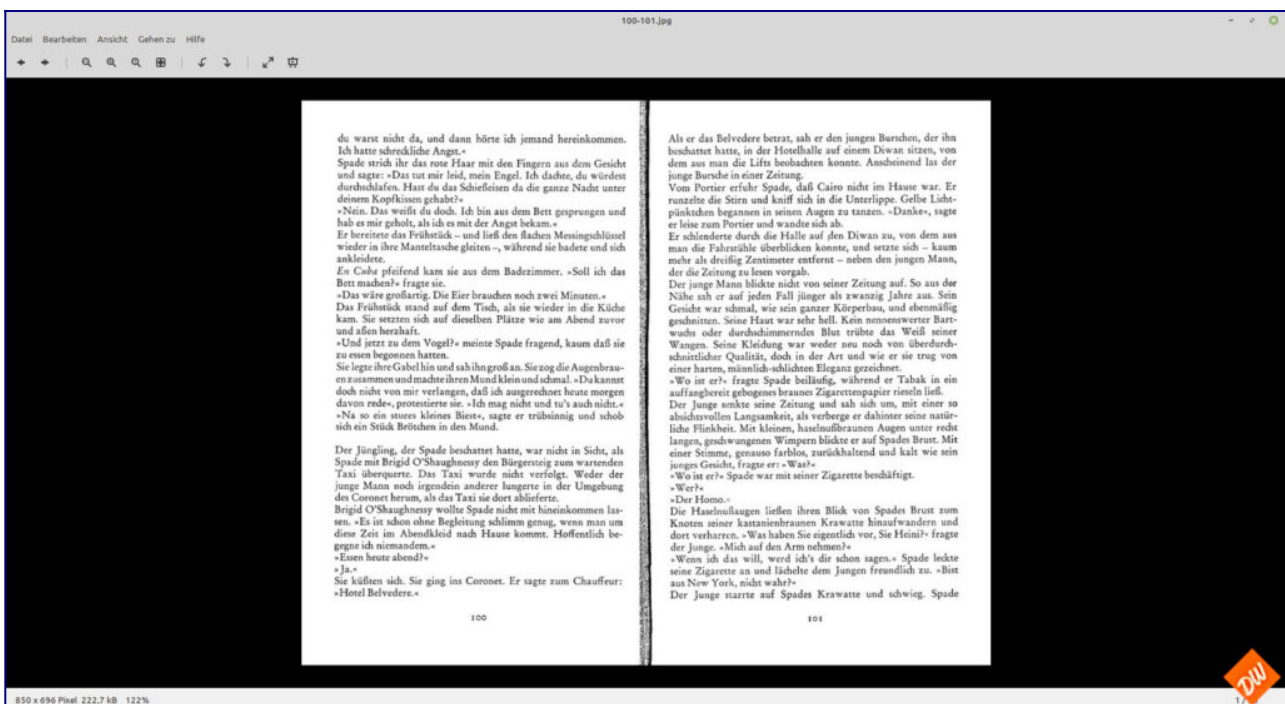 100-101.jpg
Datei Bearbeiten Ansicht Gehen zu Hilfe
du warst nicht da, und dann hörte ich jemand hereinkommen.
Ich hatte schreckliche Angst.«
Spade strich ihr das rote Haar mit den Fingern aus dem Gesicht
und sagte: »Das tut mir leid, mein Engel. Ich dachte, du würdest
durchschlafen. Hast du das Schießeisen da die ganze Nacht unter
deinem Kopfkissen gehabt?«
»Nein. Das weißt du doch. Ich bin aus dem Bett gesprungen und
hab es mir geholt, als ich es mit der Angst bekam.«
Er bereitete das Frühstück – und ließ den flachen Messingschlüssel
wieder in ihre Manteltasche gleiten –, während sie badete und sich
ankleidete.
En Cuba pfeifend kam sie aus dem Badezimmer. »Soll ich das
Bett machen?« fragte sie.
»Das wäre großartig. Die Eier brauchen noch zwei Minuten.«
Das Frühstück stand auf dem Tisch, als sie wieder in die Küche
kam. Sie setzten sich auf dieselben Plätze wie am Abend zuvor
und aßen herzhaft.
»Und jetzt zu dem Vogel?« meinte Spade fragend, kaum daß sie
zu essen begonnen hatten.
Sie legte ihre Gabel hin und sah ihn groß an. Sie zog die Augenbrau-
en zusammen und machte ihren Mund klein und schmal. »Du kannst
doch nicht von mir verlangen, daß ich ausgerechnet heute morgen
davon rede«, protestierte sie. »Ich mag nicht und tu's auch nicht.«
»Na so ein stures kleines Biest«, sagte er trübsinnig und schob
sich ein Stück Brötchen in den Mund.
Der Jüngling, der Spade beschattet hatte, war nicht in Sicht, als
Spade mit Brigid O'Shaughnessy den Bürgersteig zum wartenden
Taxi überquerte. Das Taxi wurde nicht verfolgt. Weder der
junge Mann noch irgendein anderer lungerte in der Umgebung
des Coronet herum, als das Taxi sie dort ablieferte.
Brigid O'Shaughnessy wollte Spade nicht mit hineinkommen las-
sen. »Es ist schon ohne Begleitung schlimm genug, wenn man um
diese Zeit im Abendkleid nach Hause kommt. Hoffentlich be-
gegne ich niemandem.«
»Essen heute abend?«
»Ja.«
Sie küßten sich. Sie ging ins Coronet. Er sagte zum Chauffeur:
»Hotel Belvedere.«
100
Als er das Belvedere betrat, sah er den jungen Burschen, der ihn
beschattet hatte, in der Hotelhalle auf einem Diwan sitzen, von
dem aus man die Lifts beobachten konnte. Anscheinend las der
junge Bursche in einer Zeitung.
Vom Portier erfuhr Spade, daß Cairo nicht im Hause war. Er
runzelte die Stirn und kniff sich in die Unterlippe. Gelbe Licht-
pünktchen begannen in seinen Augen zu tanzen. »Danke«, sagte
er leise zum Portier und wandte sich ab.
Er schlenderte durch die Halle auf den Diwan zu, von dem aus
man die Fahrstühle überblicken konnte, und setzte sich – kaum
mehr als dreißig Zentimeter entfernt – neben den jungen Mann,
der die Zeitung zu lesen vorgab.
Der junge Mann blickte nicht von seiner Zeitung auf. So aus der
Nähe sah er auf jeden Fall jünger als zwanzig Jahre aus. Sein
Gesicht war schmal, wie sein ganzer Körperbau, und ebenmäßig
geschnitten. Seine Haut war sehr hell. Kein nennenswerter Bart-
wuchs oder durchschimmerndes Blut trübte das Weiß seiner
Wangen. Seine Kleidung war weder neu noch von überdurch-
schnittlicher Qualität, doch in der Art und wie er sie trug von
einer harten, männlich-schlichten Eleganz gezeichnet.
»Wo ist er?« fragte Spade beiläufig, während er Tabak in ein
auffangbereit gebogenes braunes Zigarettenpapier rieseln ließ.
Der Junge senkte seine Zeitung und sah sich um, mit einer so
absichtsvollen Langsamkeit, als verberge er dahinter seine natür-
liche Flinkheit. Mit kleinen, haselnußbraunen Augen unter recht
langen, geschwungenen Wimpern blickte er auf Spades Brust. Mit
einer Stimme, genauso farblos, zurückhaltend und kalt wie sein
junges Gesicht, fragte er: »Was?«
»Wo ist er?« Spade war mit seiner Zigarette beschäftigt.
»Wer?«
»Der Homo.«
Die Haselnußaugen ließen ihren Blick von Spades Brust zum
Knoten seiner kastanienbraunen Krawatte hinaufwandern und
dort verharren. »Was haben Sie eigentlich vor, Sie Heini?« fragte
der Junge. »Mich auf den Arm nehmen?«
»Wenn ich das will, werd ich's dir schon sagen.« Spade leckte
seine Zigarette an und lächelte dem Jungen freundlich zu. »Bist
aus New York, nicht wahr?«
Der Junge starrte auf Spades Krawatte und schwieg. Spade
101
850 x 696 Pixel 222,7 kB 122%
DW